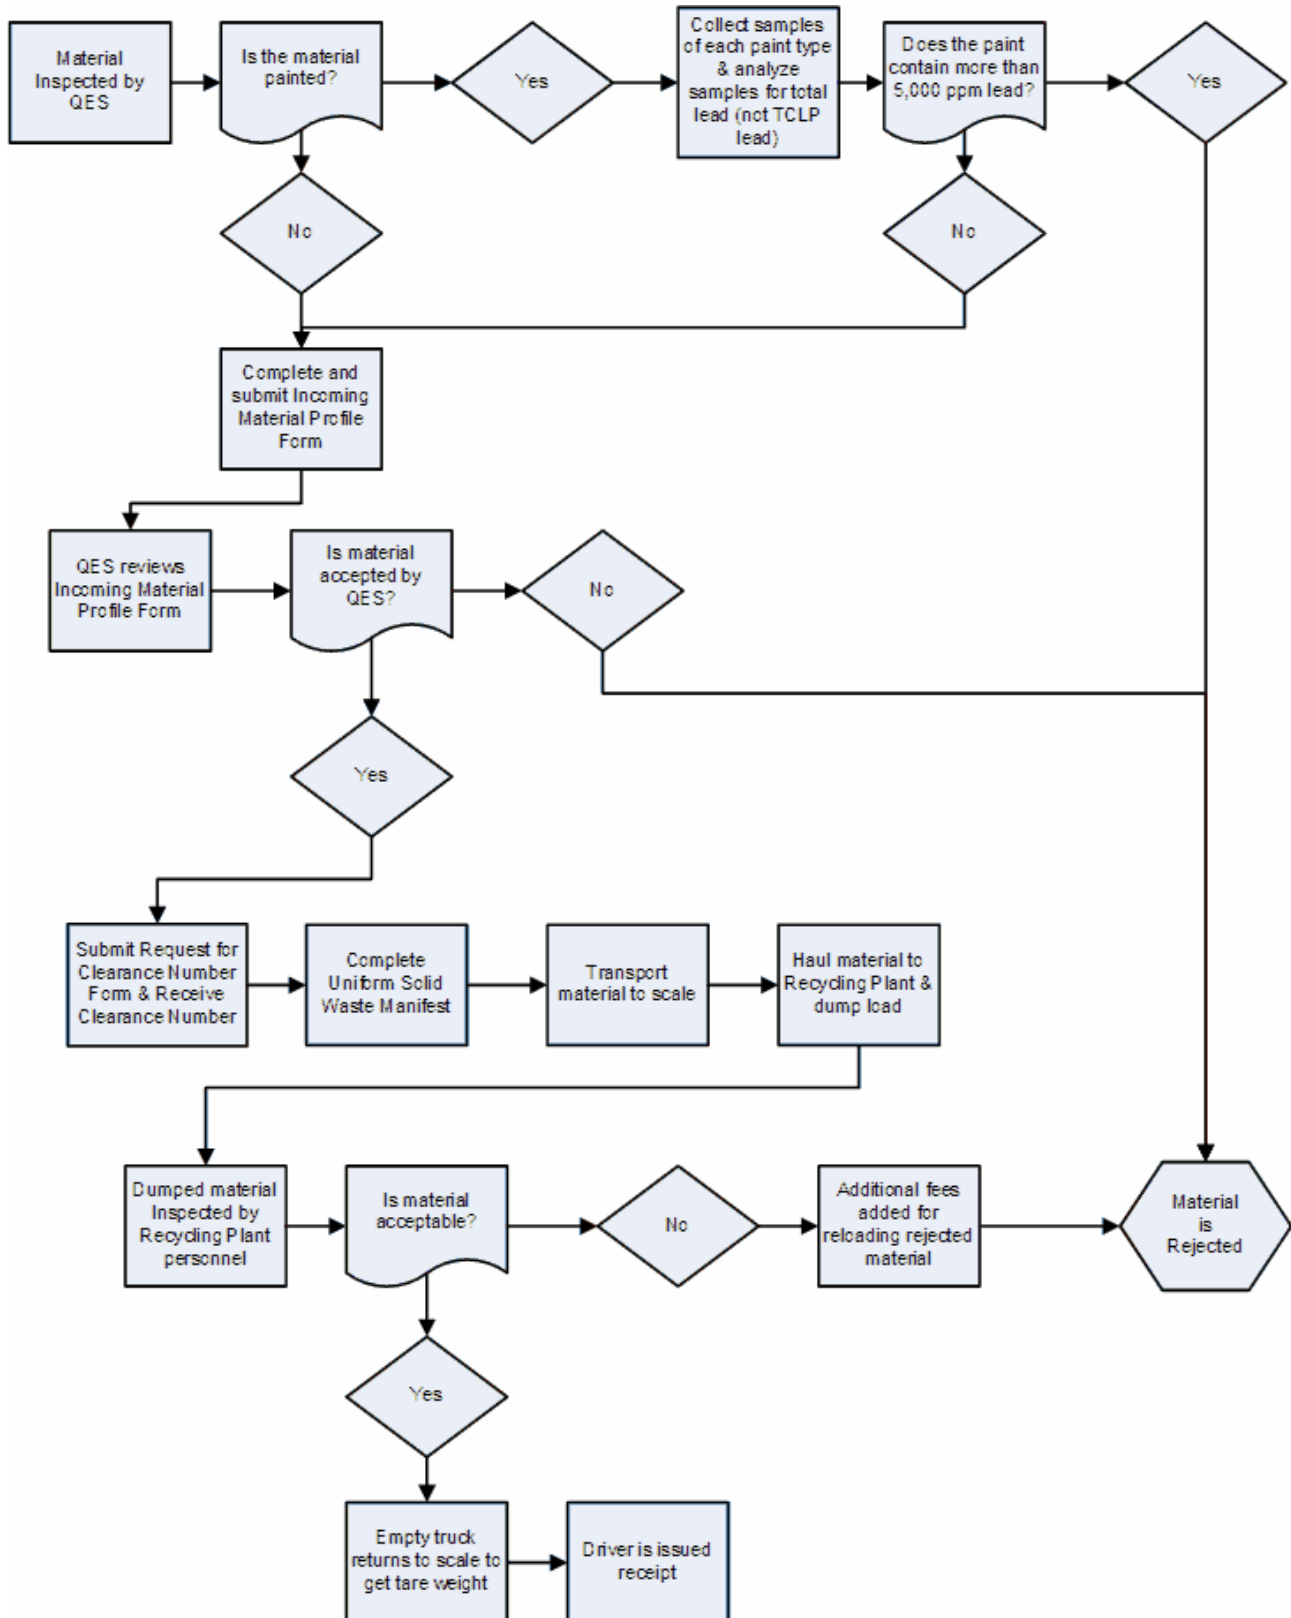 Material
Inspected by
QES
Is the material
painted?
Yes
Collect samples
of each paint type
& analyze
samples for total
lead (not TCLP
lead)
Does the paint
contain more than
5,000 ppm lead?
Yes
No
No
Complete and
submit Incoming
Material Profile
Form
QES reviews
Incoming Material
Profile Form
Is material
accepted by
QES?
No
Yes
Submit Request for
Clearance Number
Form & Receive
Clearance Number
Complete
Uniform Solid
Waste Manifest
Transport
material to scale
Haul material to
Recycling Plant &
dump load
Dumped material
Inspected by
Recycling Plant
personnel
Is material
acceptable?
No
Additional fees
added for
reloading rejected
material
Material
is
Rejected
Yes
Empty truck
returns to scale to
get tare weight
Driver is issued
receipt